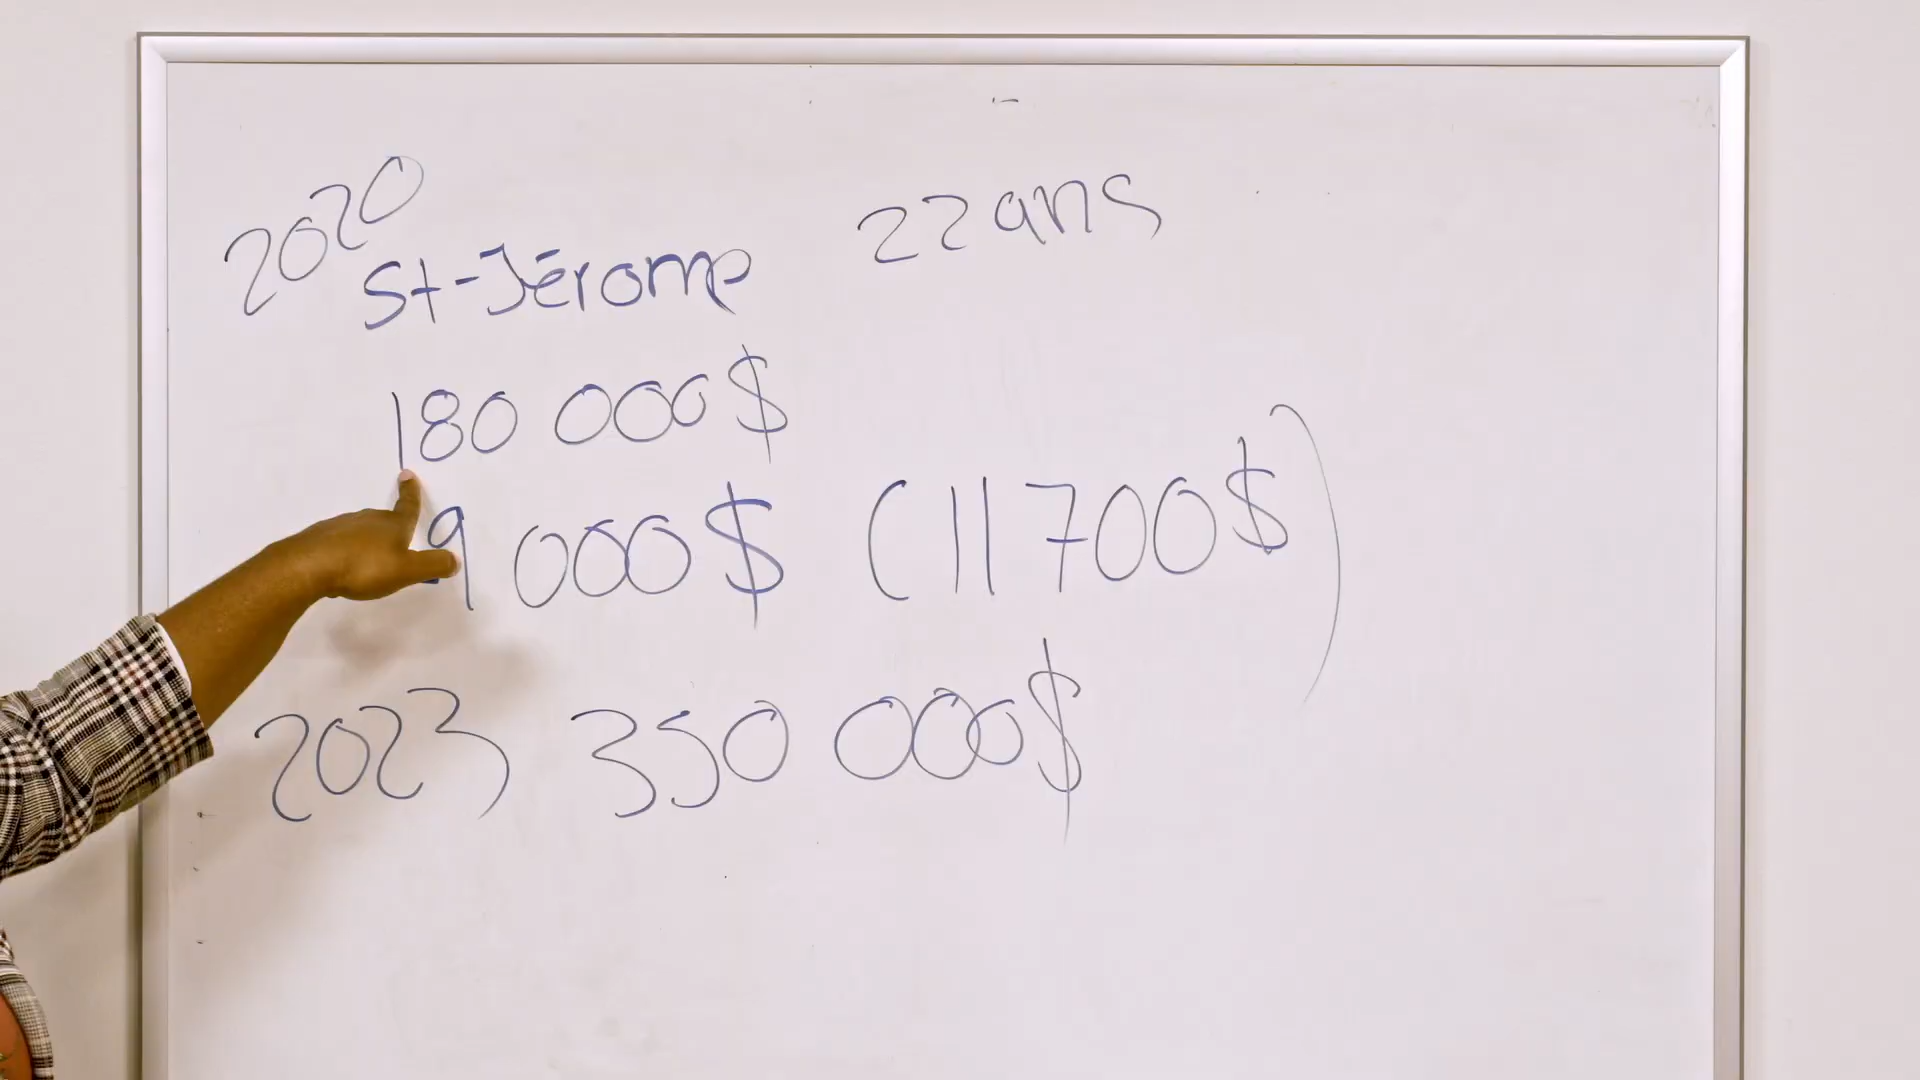 2020
St-Jérome
22 ans
180 000 $
9 000 $ (11 700 $)
2023 350 000 $